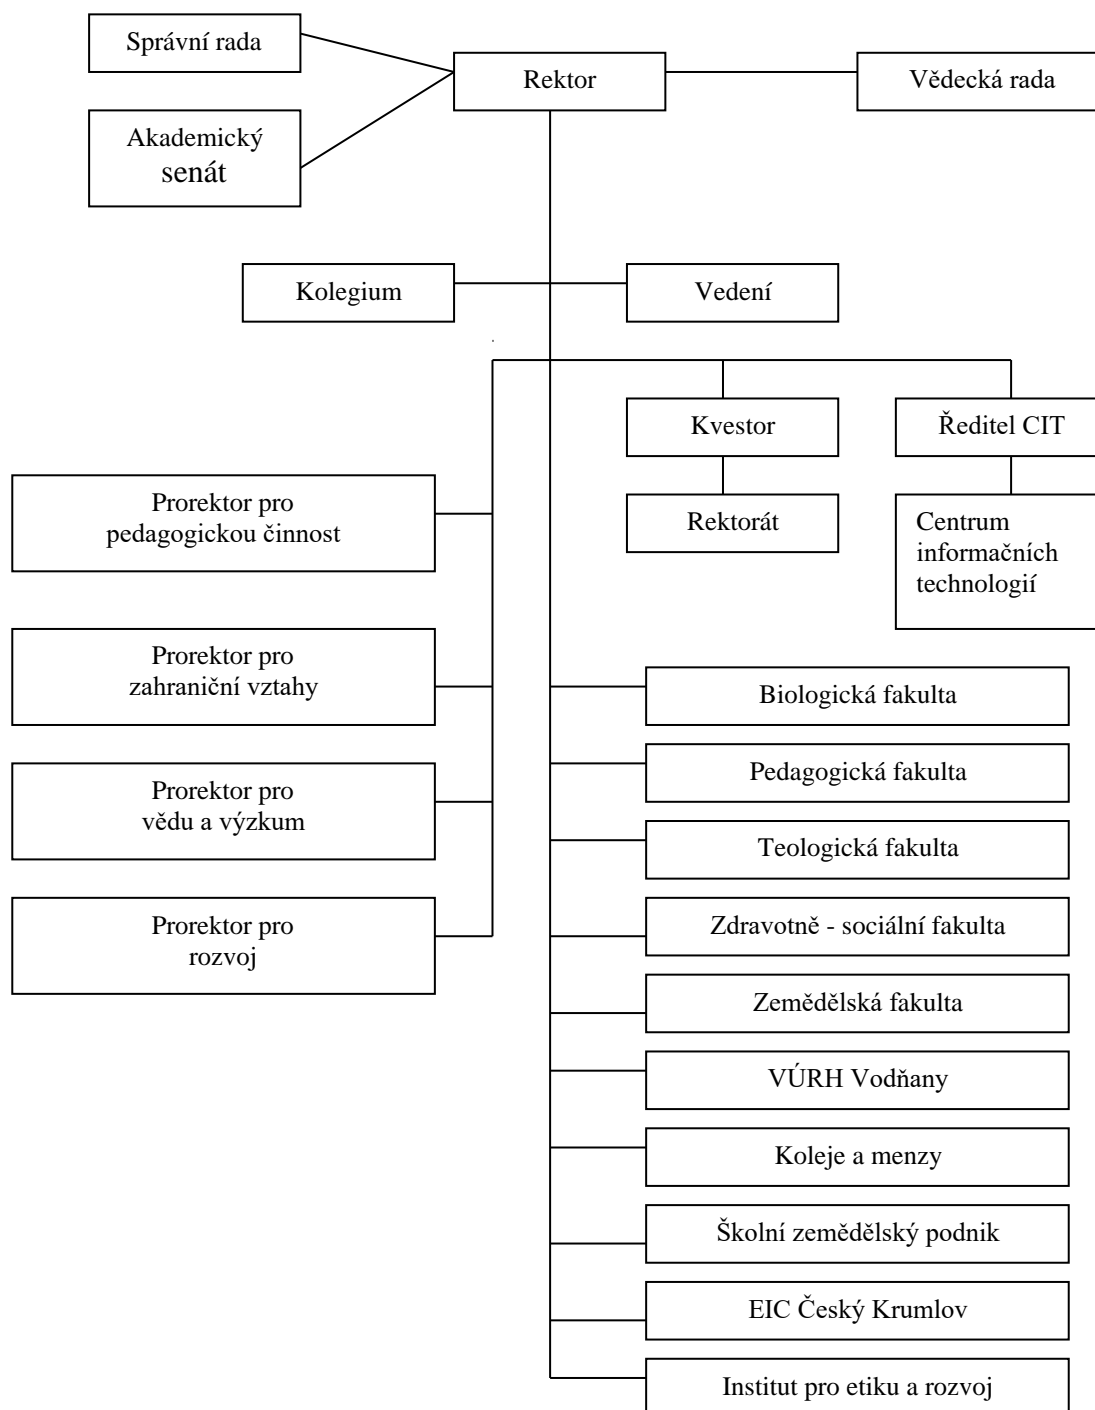 Správní rada
Rektor
Vědecká rada
Akademický
senát
Kolegium
Vedení
Kvestor
Ředitel CIT
Prorektor pro
pedagogickou činnost
Rektorát
Centrum
informačních
technologií
Prorektor pro
zahraniční vztahy
Prorektor pro
vědu a výzkum
Prorektor pro
rozvoj
Biologická fakulta
Pedagogická fakulta
Teologická fakulta
Zdravotně - sociální fakulta
Zemědělská fakulta
VÚRH Vodňany
Koleje a menzy
Školní zemědělský podnik
EIC Český Krumlov
Institut pro etiku a rozvoj